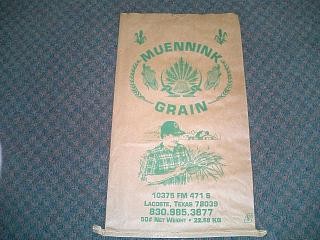 MUENNINK
GRAIN
10375 FM 471 S
LACOSTE, TEXAS 78039
830.985.3877
50# NET WEIGHT • 22.68 KG